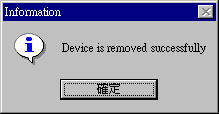 Information
Device is removed successfully
確定